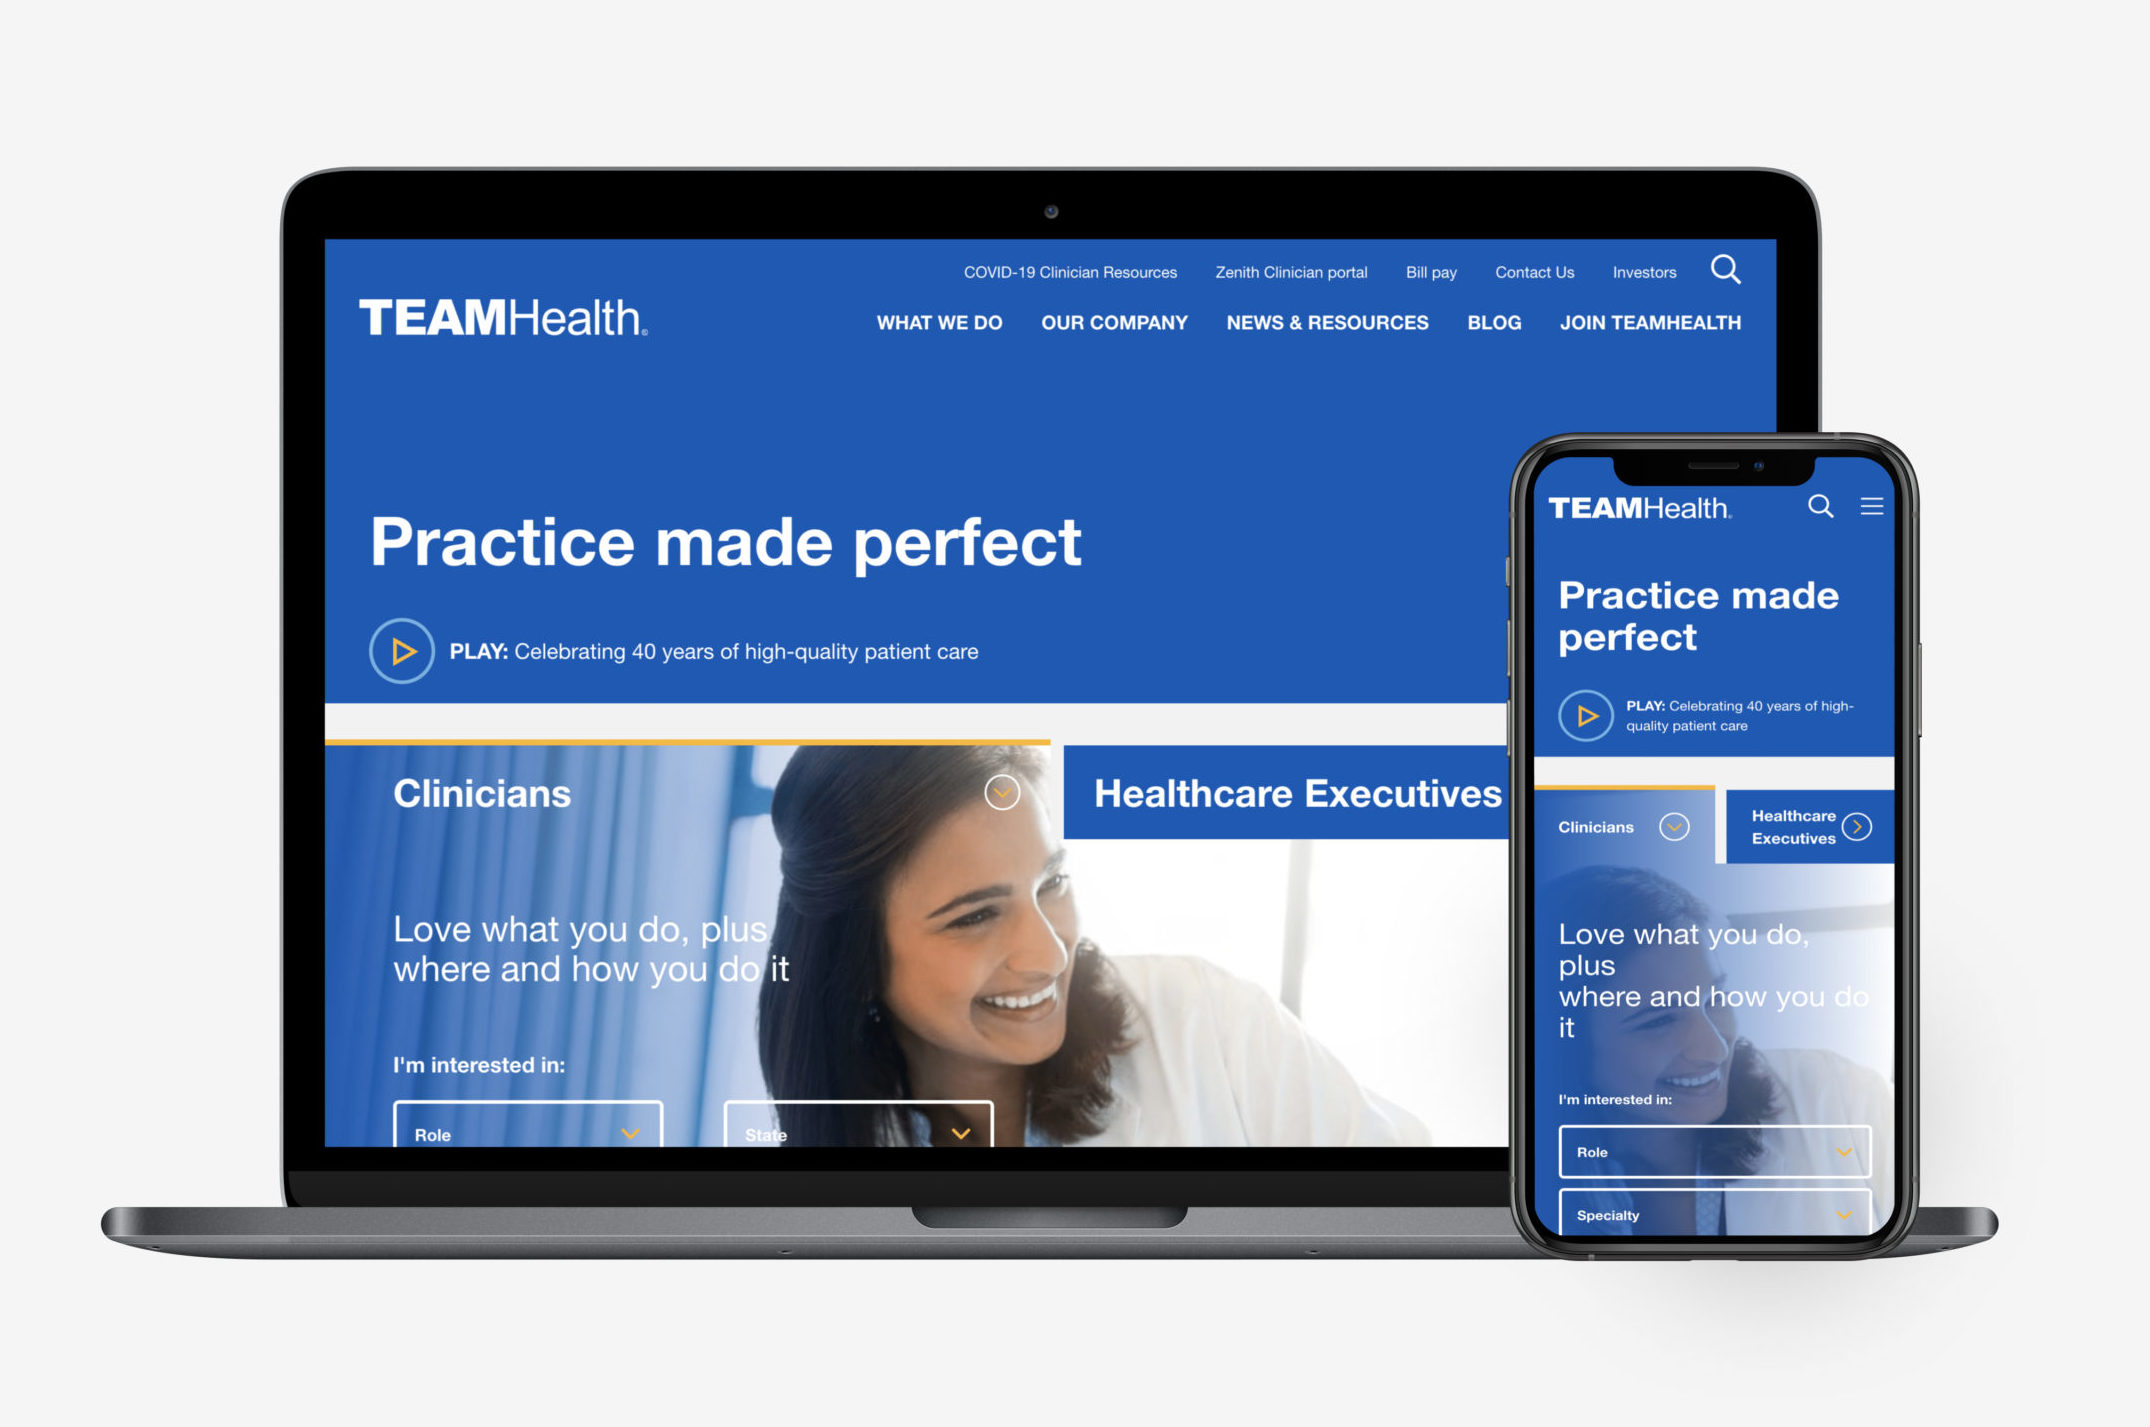 COVID-19 Clinician Resources Zenith Clinician portal Bill pay Contact Us Investors
TEAMHealth®
WHAT WE DO OUR COMPANY NEWS & RESOURCES BLOG JOIN TEAMHEALTH
Practice made perfect
PLAY: Celebrating 40 years of high-quality patient care
Clinicians
Healthcare Executives
Love what you do, plus
where and how you do it
I'm interested in:
Role
State
TEAMHealth.
Practice made
perfect
PLAY: Celebrating 40 years of high-
quality patient care
Clinicians
Healthcare
Executives
Love what you do,
plus
where and how you do
it
I'm interested in:
Role
Specialty